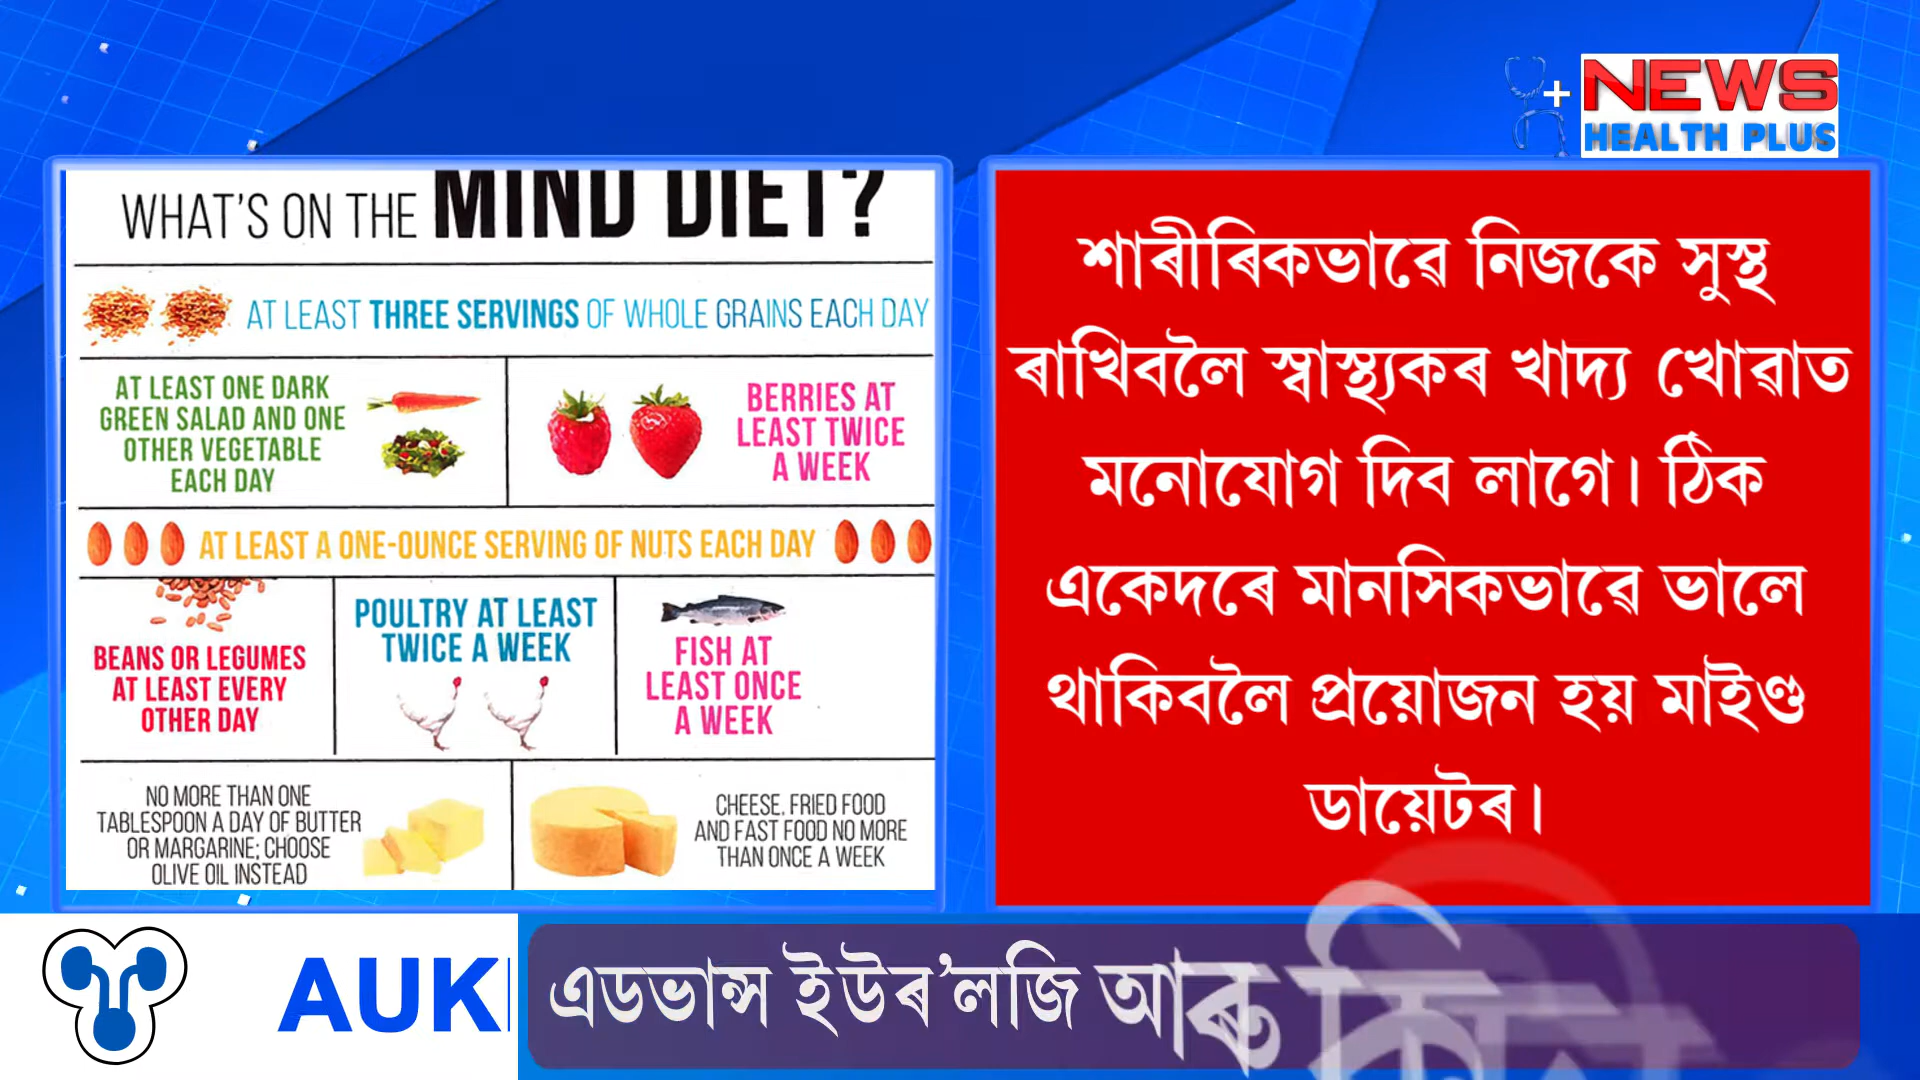 NEWS
HEALTH PLUS
WHAT'S ON THE MIND DIET?
AT LEAST THREE SERVINGS OF WHOLE GRAINS EACH DAY
AT LEAST ONE DARK
GREEN SALAD AND ONE
OTHER VEGETABLE
EACH DAY
BERRIES AT
LEAST TWICE
A WEEK
AT LEAST A ONE-OUNCE SERVING OF NUTS EACH DAY
BEANS OR LEGUMES
AT LEAST EVERY
OTHER DAY
POULTRY AT LEAST
TWICE A WEEK
FISH AT
LEAST ONCE
A WEEK
NO MORE THAN ONE
TABLESPOON A DAY OF BUTTER
OR MARGARINE; CHOOSE
OLIVE OIL INSTEAD
CHEESE, FRIED FOOD
AND FAST FOOD NO MORE
THAN ONCE A WEEK
শাৰীৰিকভাৱে নিজকে সুস্থ
ৰাখিবলৈ স্বাস্থ্যকৰ খাদ্য খোৱাত
মনোযোগ দিব লাগে। ঠিক
একেদৰে মানসিকভাৱে ভালে
থাকিবলৈ প্ৰয়োজন হয় মাইণ্ড
ডায়েটৰ।
AUK
এডভান্স ইউৰ'লজি আৰু